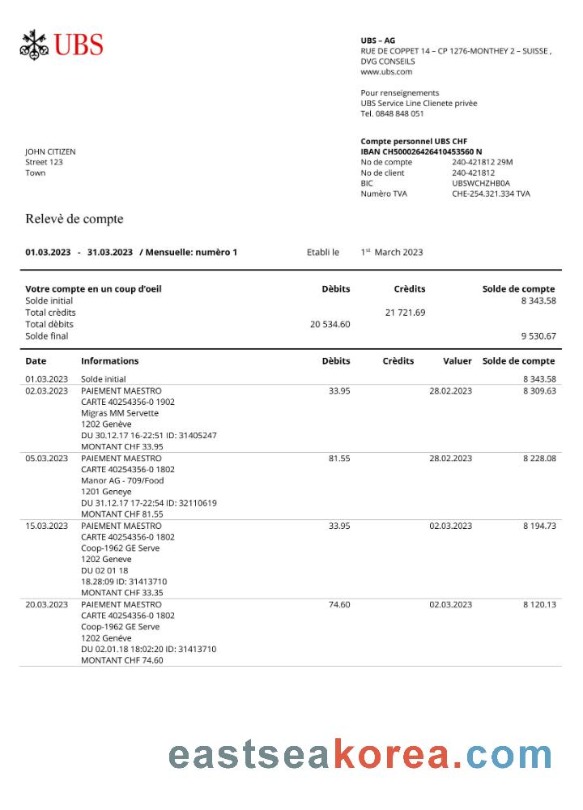 UBS
UBS – AG
RUE DE COPPET 14 – CP 1276-MONTHEY 2 – SUISSE ,
DVG CONSEILS
www.ubs.com
Pour renseignements
UBS Service Line Clienete privèe
Tel. 0848 848 051
Compte personnel UBS CHF
IBAN CH500026426410453560 N
No de compte 240-421812 29M
No de client 240-421812
BIC UBSWCHZHB0A
Numèro TVA CHE-254.321.334 TVA
JOHN CITIZEN
Street 123
Town
Relevè de compte
01.03.2023 - 31.03.2023 / Mensuelle: numèro 1 Etabli le 1st March 2023
Votre compte en un coup d'oeil Dèbits Crèdits Solde de compte
Solde initial 8 343.58
Total crèdits 21 721.69
Total dèbits 20 534.60
Solde final 9 530.67
Date Informations Dèbits Crèdits Valuer Solde de compte
01.03.2023 Solde initial 8 343.58
02.03.2023 PAIEMENT MAESTRO 33.95 28.02.2023 8 309.63
CARTE 40254356-0 1902
Migras MM Servette
1202 Genève
DU 30.12.17 16-22:51 ID: 31405247
MONTANT CHF 33.95
05.03.2023 PAIEMENT MAESTRO 81.55 28.02.2023 8 228.08
CARTE 40254356-0 1802
Manor AG - 709/Food
1201 Geneye
DU 31.12.17 17-22:54 ID: 32110619
MONTANT CHF 81.55
15.03.2023 PAIEMENT MAESTRO 33.95 02.03.2023 8 194.73
CARTE 40254356-0 1802
Coop-1962 GE Serve
1202 Geneve
DU 02 01 18
18.28:09 ID: 31413710
MONTANT CHF 33.35
20.03.2023 PAIEMENT MAESTRO 74.60 02.03.2023 8 120.13
CARTE 40254356-0 1802
Coop-1962 GE Serve
1202 Genéve
DU 02.01.18 18:02:20 ID: 31413710
MONTANT CHF 74.60
eastseakorea.com